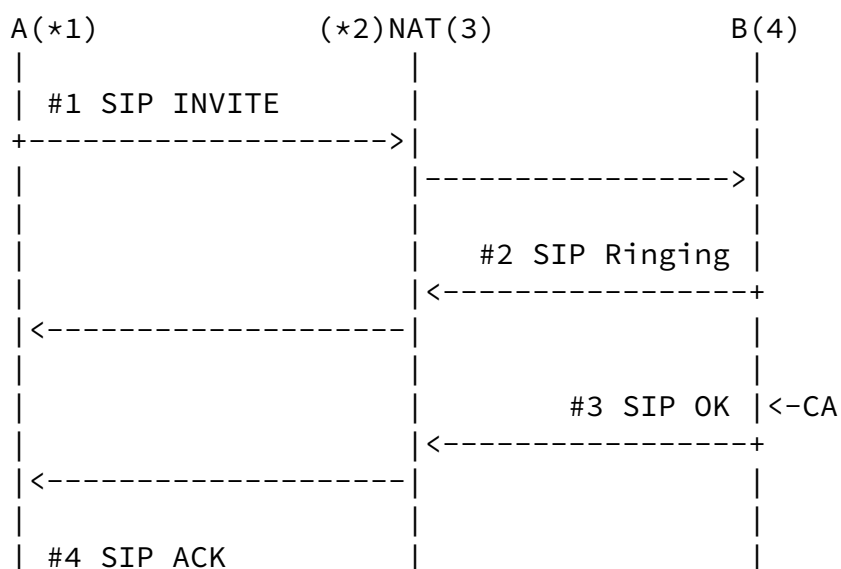 A(*1) (*2)NAT(3) B(4)
#1 SIP INVITE
#2 SIP Ringing
#3 SIP OK <-CA
#4 SIP ACK